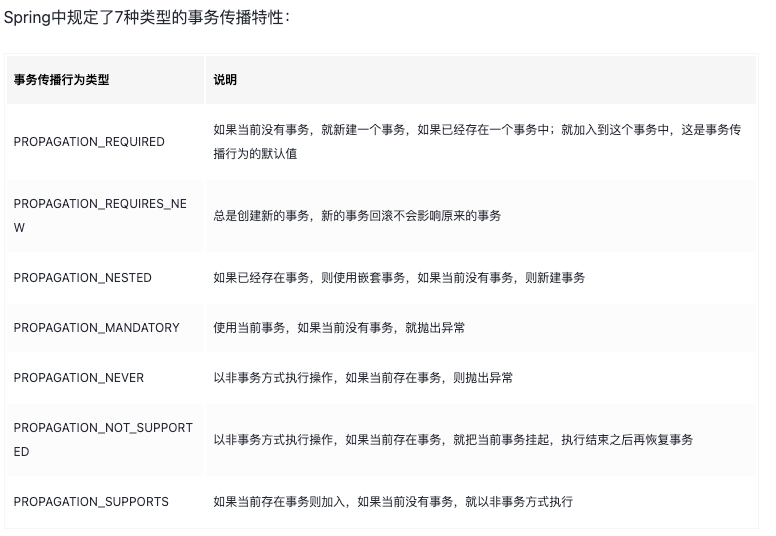 Spring中规定了7种类型的事务传播特性：
事务传播行为类型
说明
PROPAGATION_REQUIRED
如果当前没有事务，就新建一个事务，如果已经存在一个事务中；就加入到这个事务中，这是事务传
播行为的默认值
PROPAGATION_REQUIRES_NE
W
总是创建新的事务，新的事务回滚不会影响原来的事务
PROPAGATION_NESTED
如果已经存在事务，则使用嵌套事务，如果当前没有事务，则新建事务
PROPAGATION_MANDATORY
使用当前事务，如果当前没有事务，就抛出异常
PROPAGATION_NEVER
以非事务方式执行操作，如果当前存在事务，则抛出异常
PROPAGATION_NOT_SUPPORT
ED
以非事务方式执行操作，如果当前存在事务，就把当前事务挂起，执行结束之后再恢复事务
PROPAGATION_SUPPORTS
如果当前存在事务则加入，如果当前没有事务，就以非事务方式执行